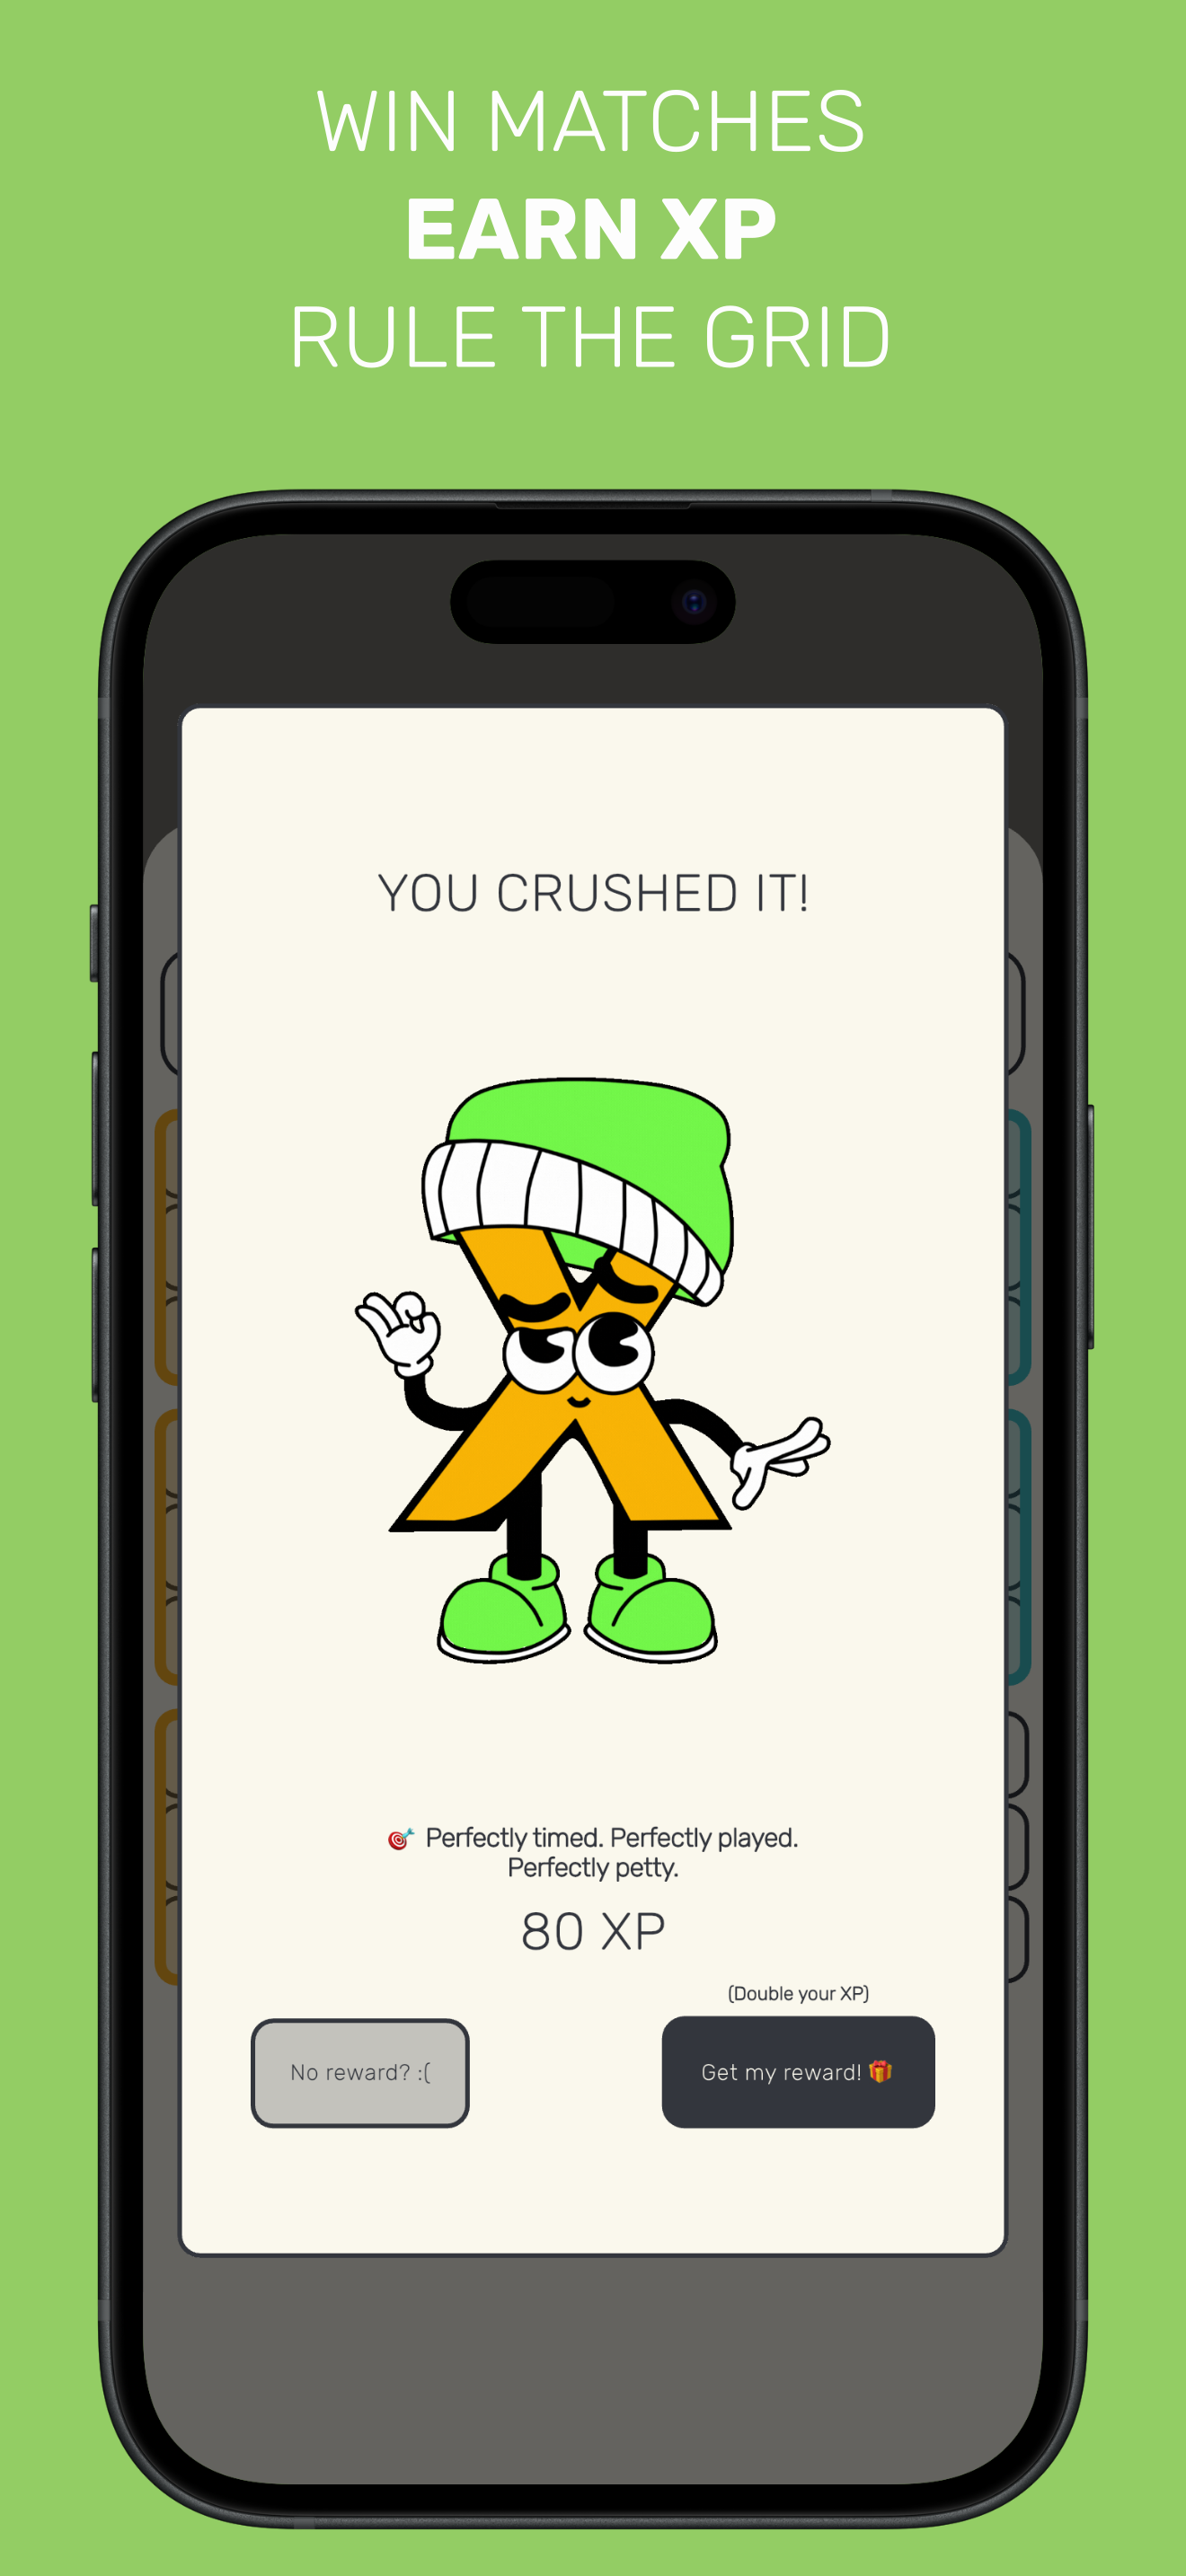 WIN MATCHES
EARN XP
RULE THE GRID
YOU CRUSHED IT!
🎯 Perfectly timed. Perfectly played.
Perfectly petty.
80 XP
(Double your XP)
No reward? :(
Get my reward! 🎁